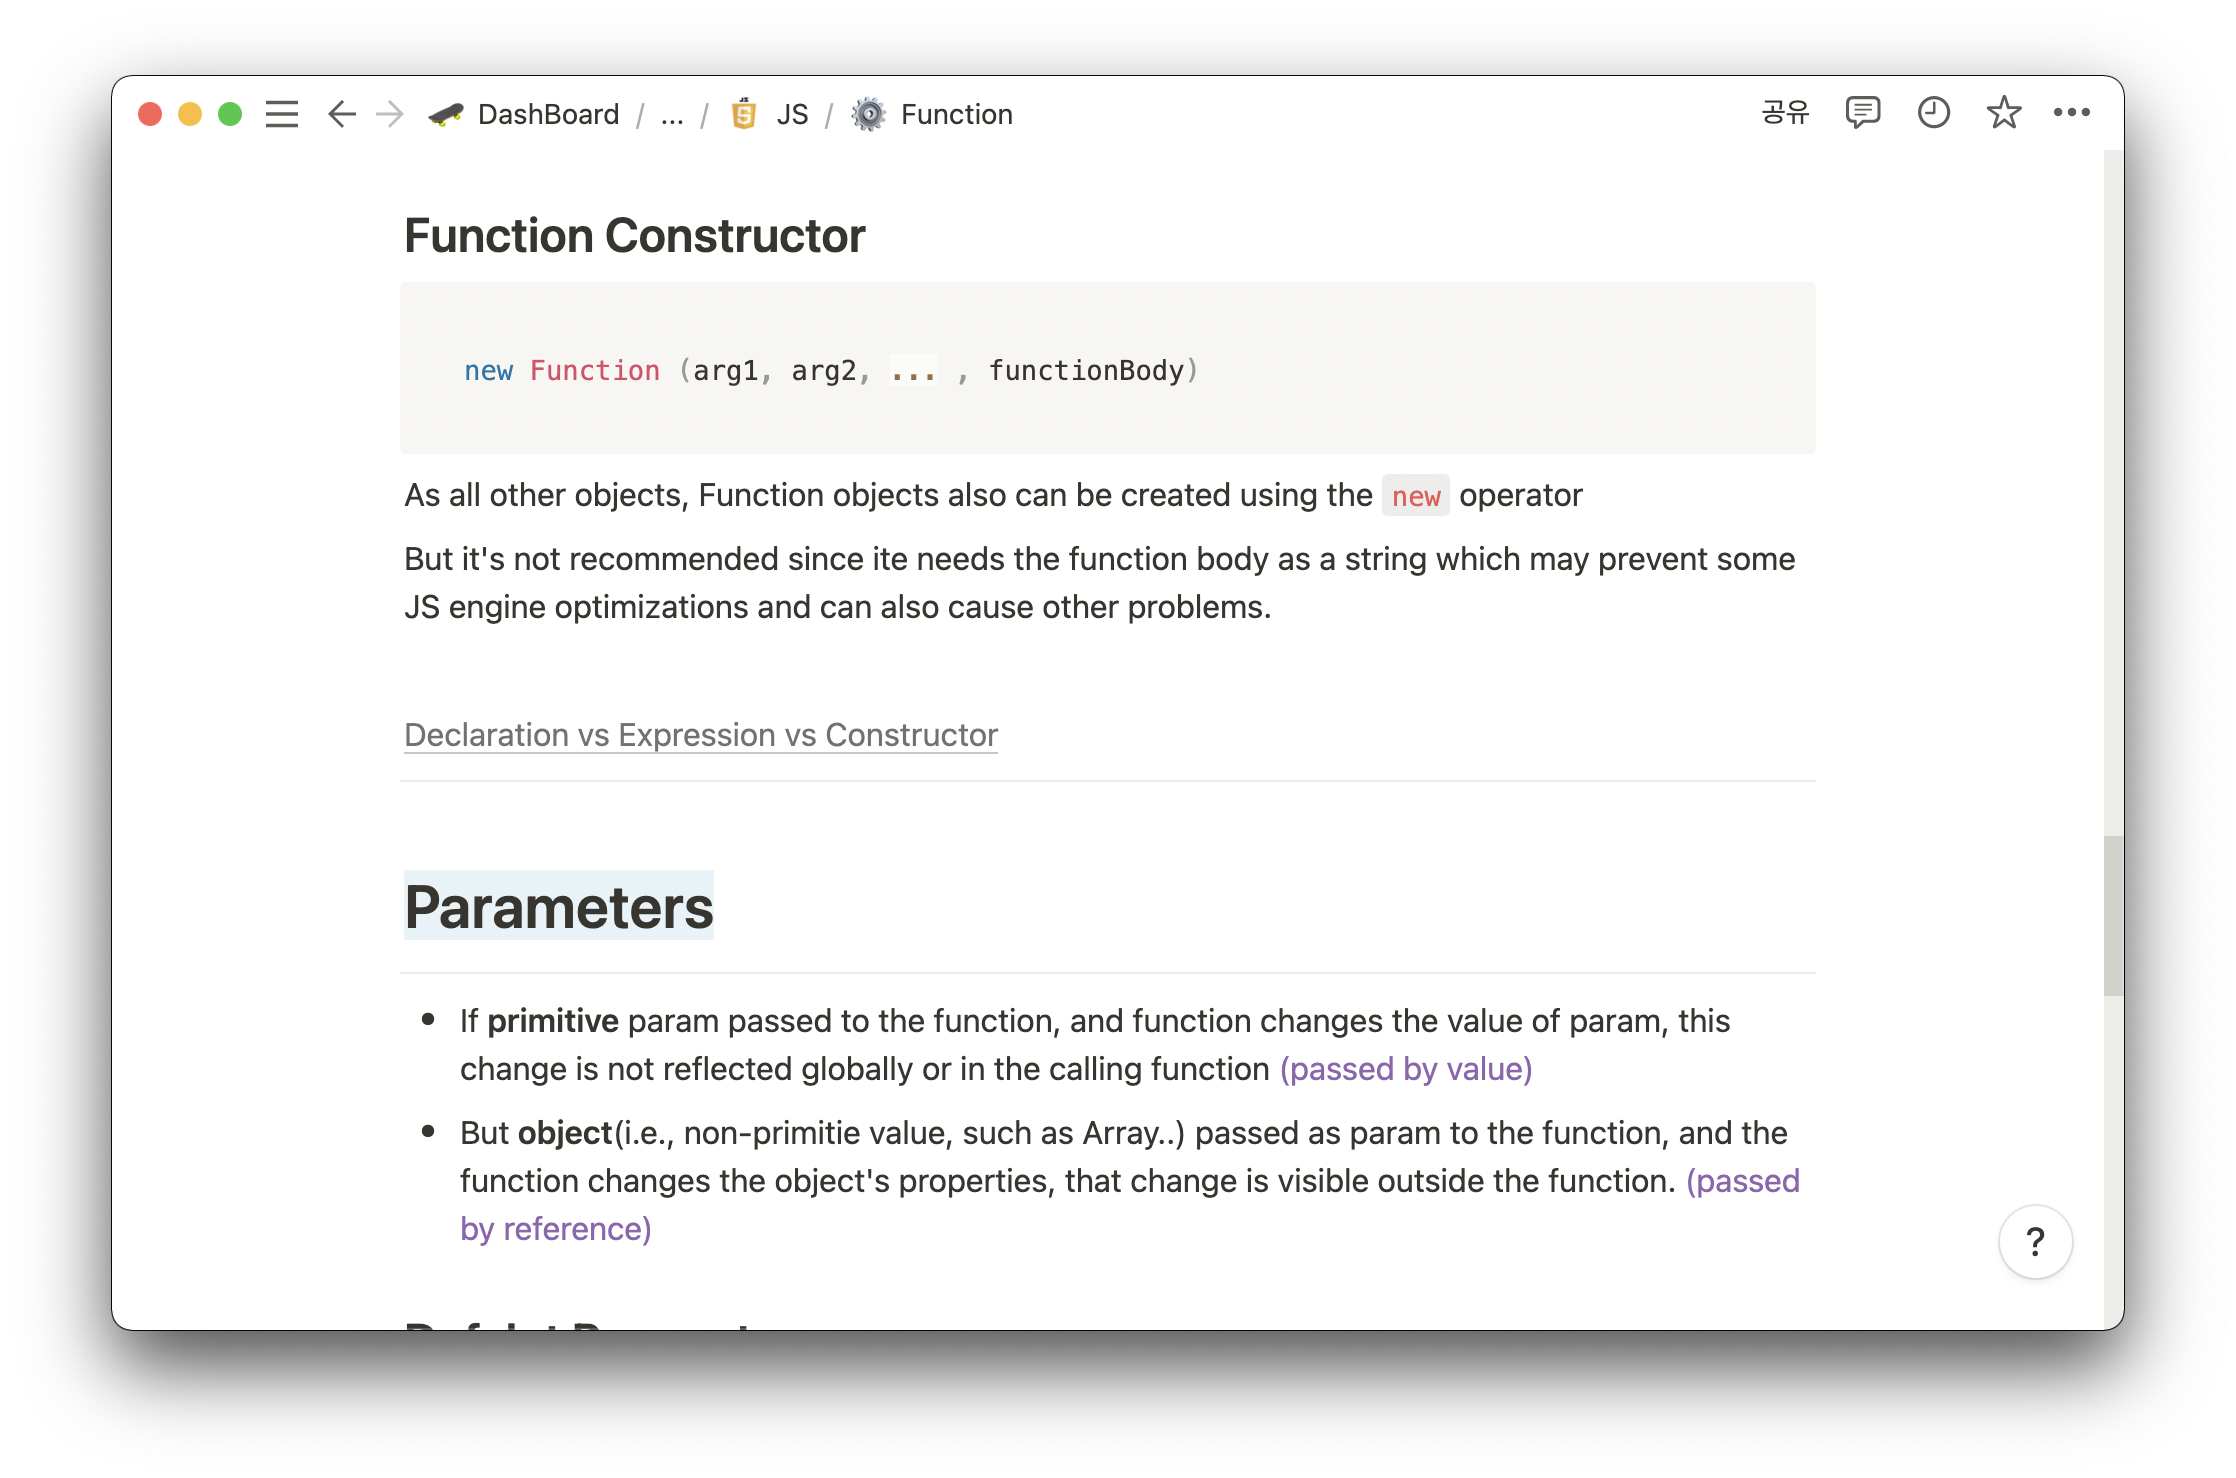 DashBoard / ... / JS / Function
공유
Function Constructor
new Function (arg1, arg2, ... , functionBody)
As all other objects, Function objects also can be created using the new operator
But it's not recommended since ite needs the function body as a string which may prevent some
JS engine optimizations and can also cause other problems.
Declaration vs Expression vs Constructor
Parameters
• If primitive param passed to the function, and function changes the value of param, this
change is not reflected globally or in the calling function (passed by value)
• But object(i.e., non-primitie value, such as Array..) passed as param to the function, and the
function changes the object's properties, that change is visible outside the function. (passed
by reference)
?